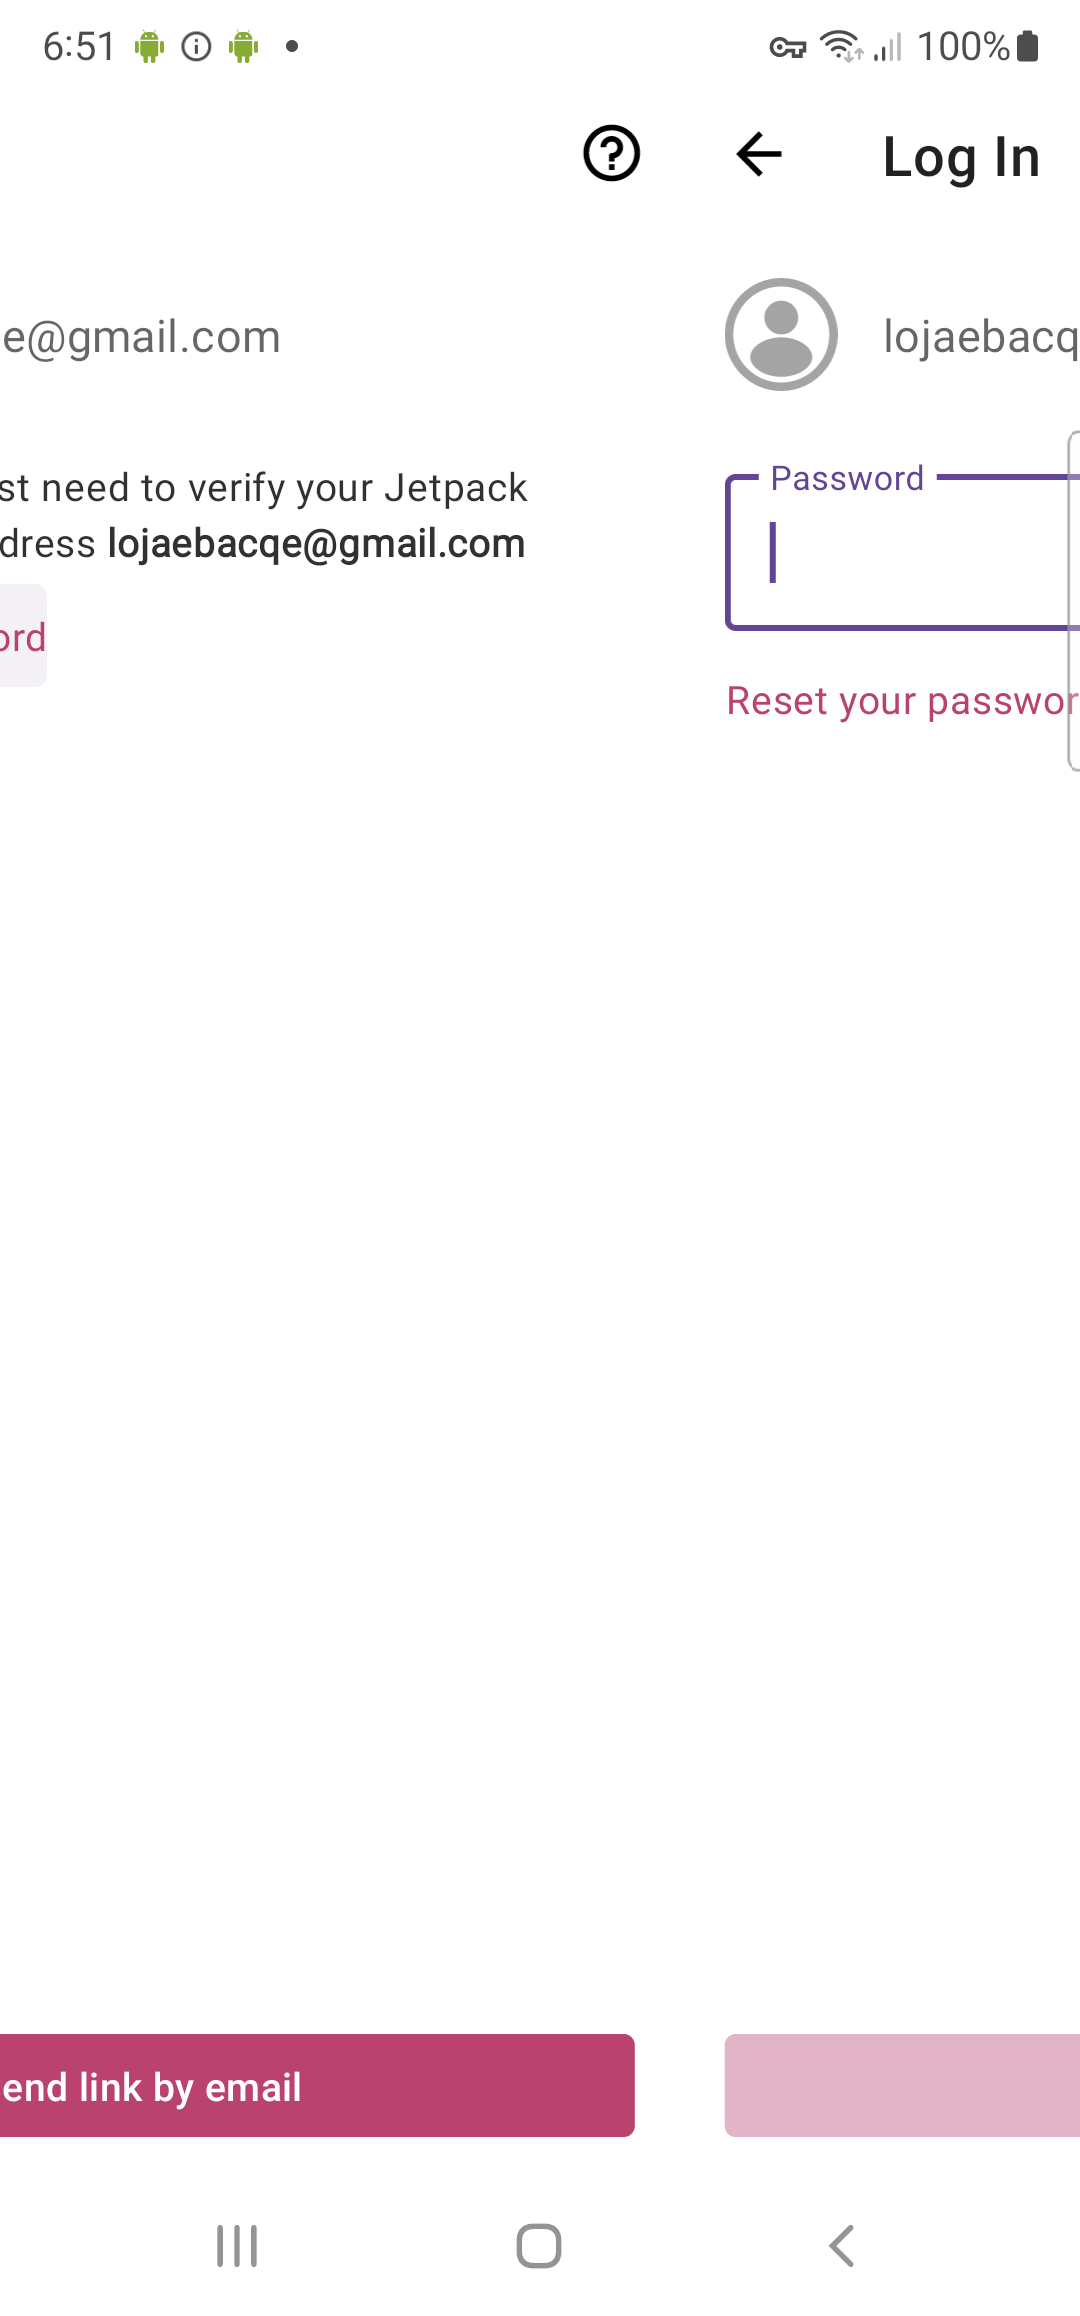 6:51
100%
Log In
e@gmail.com
lojaebacq
st need to verify your Jetpack
dress lojaebacqe@gmail.com
ord
Password
Reset your passwor
end link by email